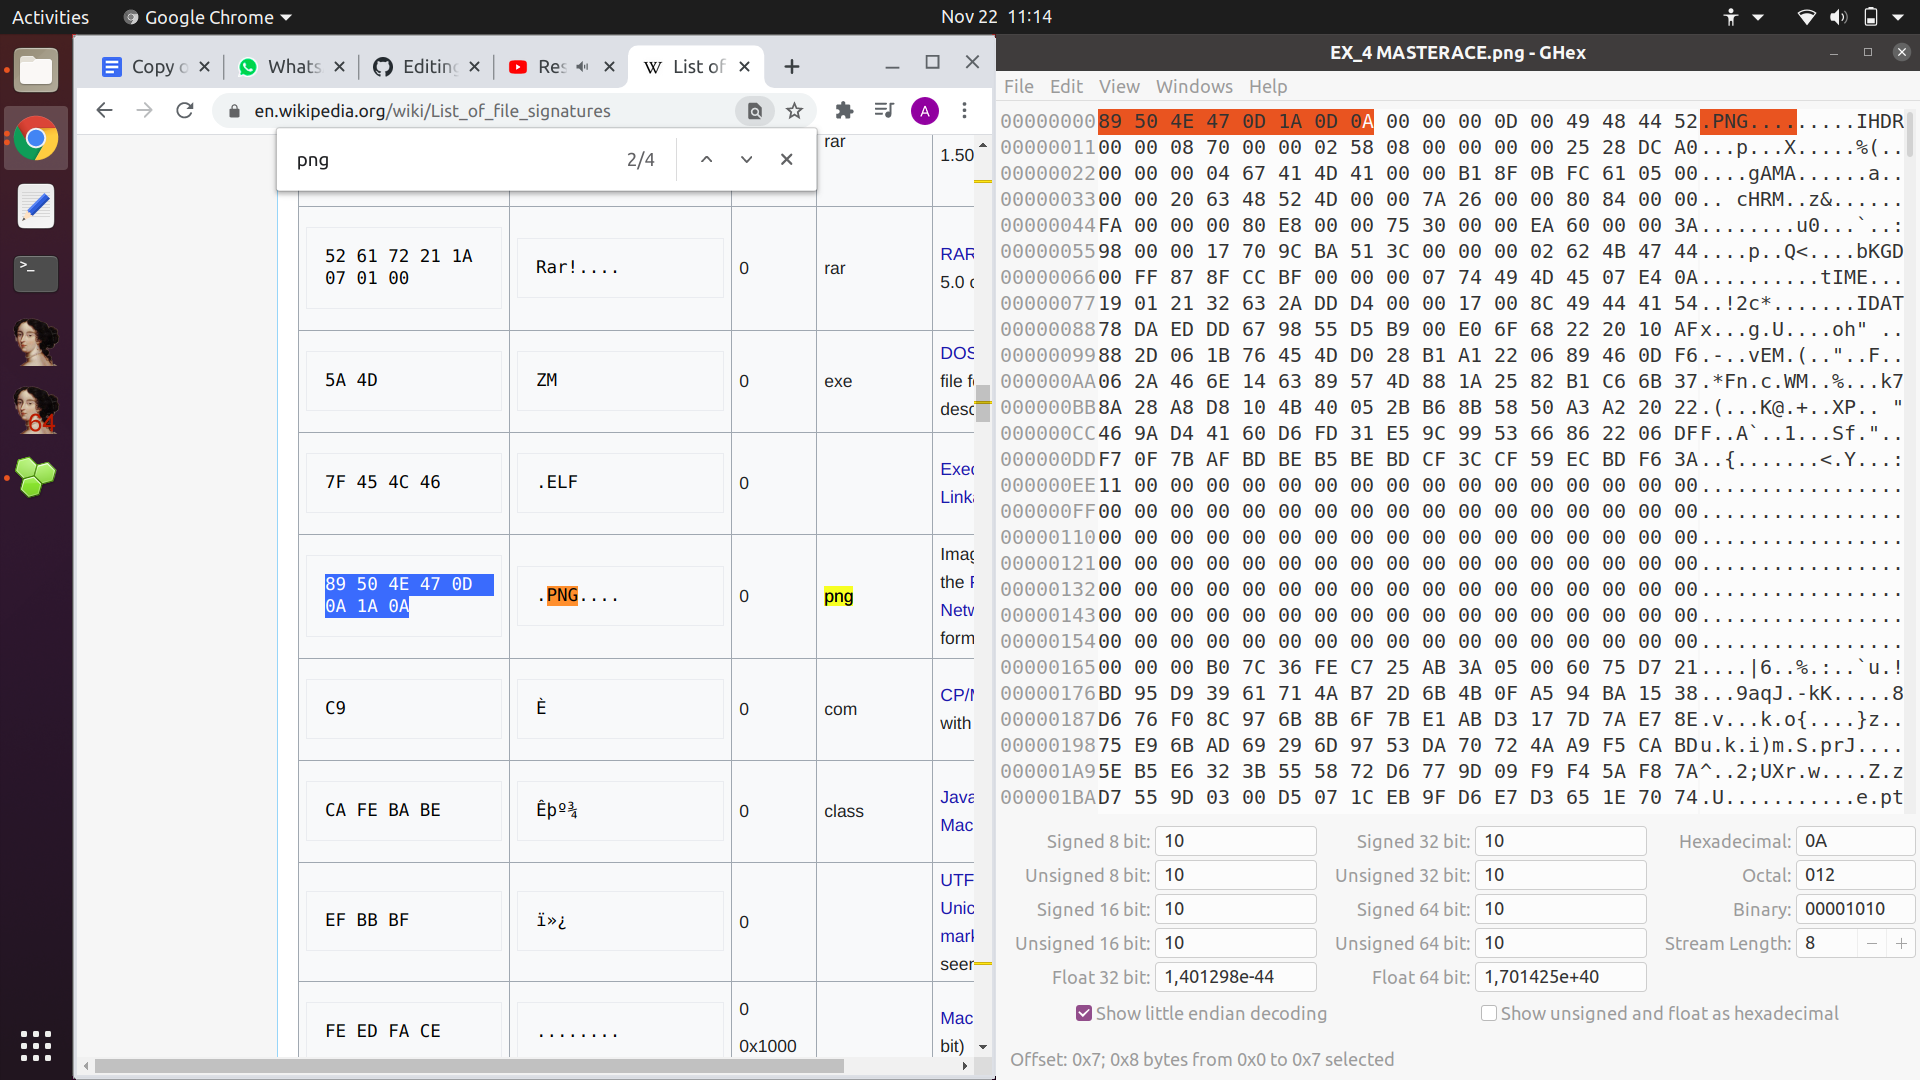 Activities
Google Chrome
Nov 22 11:14
Copy o
Whats
Editing
Res
List of
en.wikipedia.org/wiki/List_of_file_signatures
A
png
2/4
rar
1.50
52 61 72 21 1A
07 01 00
Rar!....
0
rar
RAR
5.0 o
5A 4D
ZM
0
exe
DOS
file fo
desc
7F 45 4C 46
.ELF
0
Exec
Linka
89 50 4E 47 0D
0A 1A 0A
.PNG....
0
png
Imag
the P
Netw
form
C9
È
0
com
CP/M
with
CA FE BA BE
Êþº¾
0
class
Java
Mac
EF BB BF
ï»¿
0
UTF
Unic
mark
seen
FE ED FA CE
........
0
0x1000
Mac
bit)
64
EX_4 MASTERACE.png - GHex
File Edit View Windows Help
00000000 89 50 4E 47 0D 1A 0D 0A 00 00 00 0D 00 49 48 44 52 .PNG.........IHDR
00000011 00 00 08 70 00 00 02 58 08 00 00 00 00 25 28 DC A0 ...p...X.....%(..
00000022 00 00 00 04 67 41 4D 41 00 00 B1 8F 0B FC 61 05 00 ....gAMA......a..
00000033 00 00 20 63 48 52 4D 00 00 7A 26 00 00 80 84 00 00 .. cHRM..z&......
00000044 FA 00 00 00 80 E8 00 00 75 30 00 00 EA 60 00 00 3A ........u0...`..:
00000055 98 00 00 17 70 9C BA 51 3C 00 00 00 02 62 4B 47 44 ....p..Q<....bKGD
00000066 00 FF 87 8F CC BF 00 00 00 07 74 49 4D 45 07 E4 0A ..........tIME...
00000077 19 01 21 32 63 2A DD D4 00 00 17 00 8C 49 44 41 54 ..!2c*.......IDAT
00000088 78 DA ED DD 67 98 55 D5 B9 00 E0 6F 68 22 20 10 AF x...g.U....oh" ..
00000099 88 2D 06 1B 76 45 4D D0 28 B1 A1 22 06 89 46 0D F6 .-..vEM.(.."..F..
000000AA 06 2A 46 6E 14 63 89 57 4D 88 1A 25 82 B1 C6 6B 37 .*Fn.c.WM..%...k7
000000BB 8A 28 A8 D8 10 4B 40 05 2B B6 8B 58 50 A3 A2 20 22 .(...K@.+..XP.. "
000000CC 46 9A D4 41 60 D6 FD 31 E5 9C 99 53 66 86 22 06 DF F..A`..1...Sf."..
000000DD F7 0F 7B AF BD BE B5 BE BD CF 3C CF 59 EC BD F6 3A ..{.......<.Y...:
000000EE 11 00 00 00 00 00 00 00 00 00 00 00 00 00 00 00 00 .................
000000FF 00 00 00 00 00 00 00 00 00 00 00 00 00 00 00 00 00 .................
00000110 00 00 00 00 00 00 00 00 00 00 00 00 00 00 00 00 00 .................
00000121 00 00 00 00 00 00 00 00 00 00 00 00 00 00 00 00 00 .................
00000132 00 00 00 00 00 00 00 00 00 00 00 00 00 00 00 00 00 .................
00000143 00 00 00 00 00 00 00 00 00 00 00 00 00 00 00 00 00 .................
00000154 00 00 00 00 00 00 00 00 00 00 00 00 00 00 00 00 00 .................
00000165 00 00 00 B0 7C 36 FE C7 25 AB 3A 05 00 60 75 D7 21 ....|6..%.:..`u.!
00000176 BD 95 D9 39 61 71 4A B7 2D 6B 4B 0F A5 94 BA 15 38 ...9aqJ.-kK.....8
00000187 D6 76 F0 8C 97 6B 8B 6F 7B E1 AB D3 17 7D 7A E7 8E .v...k.o{....}z..
00000198 75 E9 6B AD 69 29 6D 97 53 DA 70 72 4A A9 F5 CA BD u.k.i)m.S.prJ....
000001A9 5E B5 E6 32 3B 55 58 72 D6 77 9D 09 F9 F4 5A F8 7A ^..2;UXr.w....Z.z
000001BA D7 55 9D 03 00 D5 07 1C EB 9F D6 E7 D3 65 1E 70 74 .U...........e.pt
Signed 8 bit: 10 Signed 32 bit: 10 Hexadecimal: 0A
Unsigned 8 bit: 10 Unsigned 32 bit: 10 Octal: 012
Signed 16 bit: 10 Signed 64 bit: 10 Binary: 00001010
Unsigned 16 bit: 10 Unsigned 64 bit: 10 Stream Length: 8 − +
Float 32 bit: 1,401298e-44 Float 64 bit: 1,701425e+40
Show little endian decoding Show unsigned and float as hexadecimal
Offset: 0x7; 0x8 bytes from 0x0 to 0x7 selected